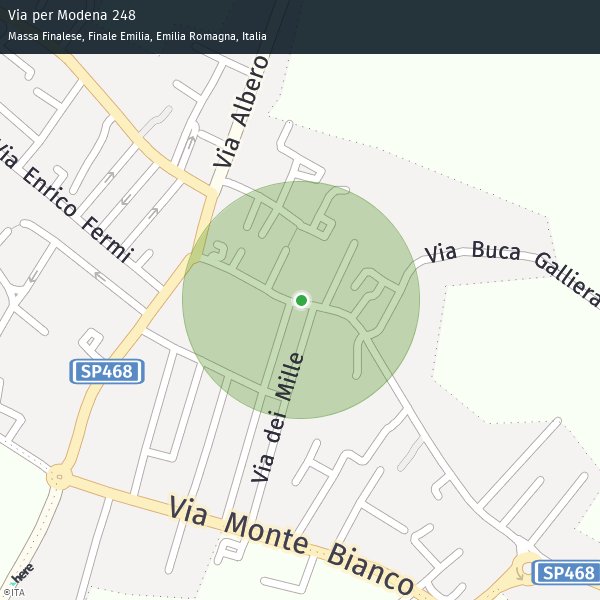 Via per Modena 248
Massa Finalese, Finale Emilia, Emilia Romagna, Italia
Via Albero
Via Enrico Fermi
Via Buca Galliera
SP468
Via dei Mille
Via Monte Bianco
SP468
here
©ITA